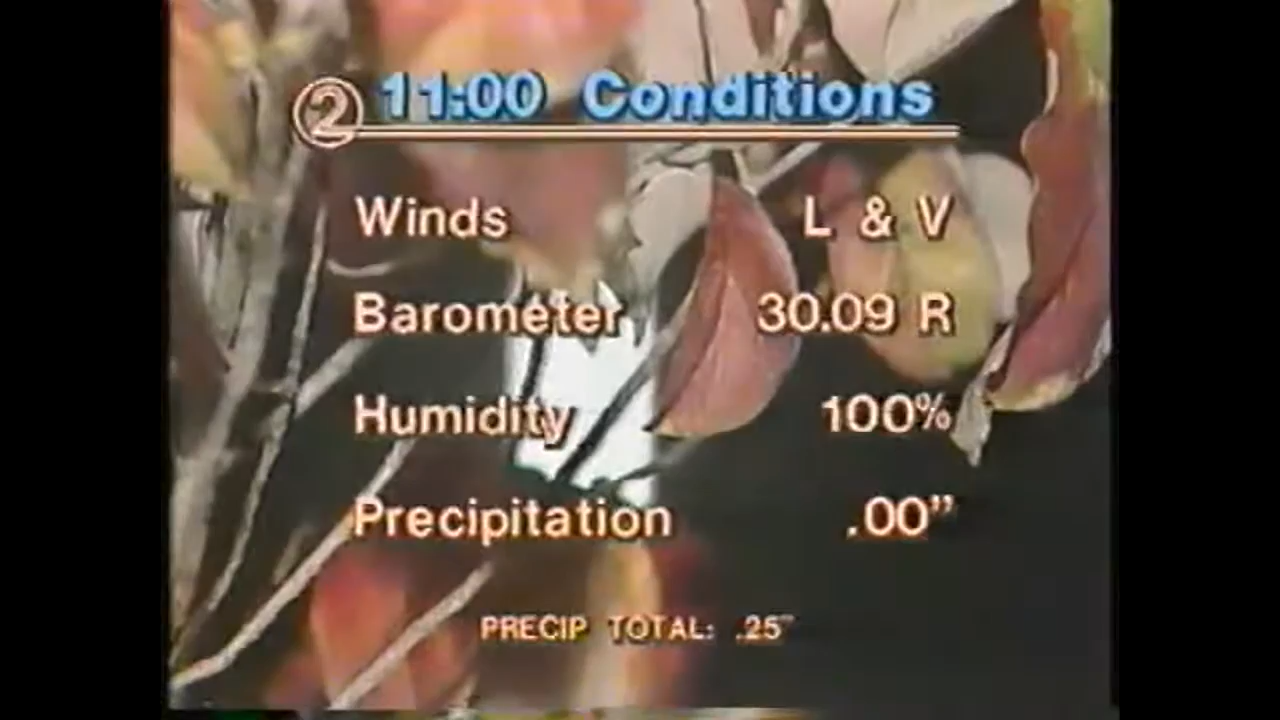 2 11:00 Conditions
Winds L & V
Barometer 30.09 R
Humidity 100%
Precipitation .00”
PRECIP TOTAL: .25”